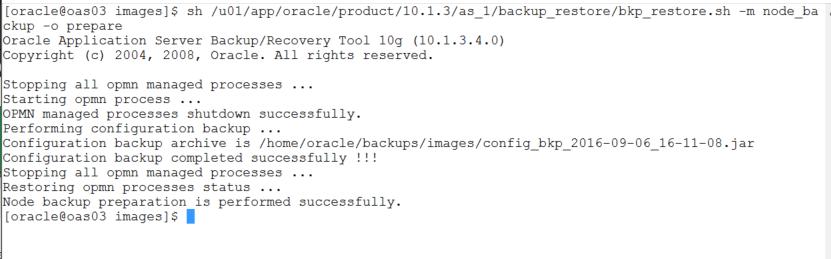 [oracle@oas03 images]$ sh /u01/app/oracle/product/10.1.3/as_1/backup_restore/bkp_restore.sh -m node_ba
ckup -o prepare
Oracle Application Server Backup/Recovery Tool 10g (10.1.3.4.0)
Copyright (c) 2004, 2008, Oracle. All rights reserved.

Stopping all opmn managed processes ...
Starting opmn process ...
OPMN managed processes shutdown successfully.
Performing configuration backup ...
Configuration backup archive is /home/oracle/backups/images/config_bkp_2016-09-06_16-11-08.jar
Configuration backup completed successfully !!!
Stopping all opmn managed processes ...
Restoring opmn processes status ...
Node backup preparation is performed successfully.
[oracle@oas03 images]$